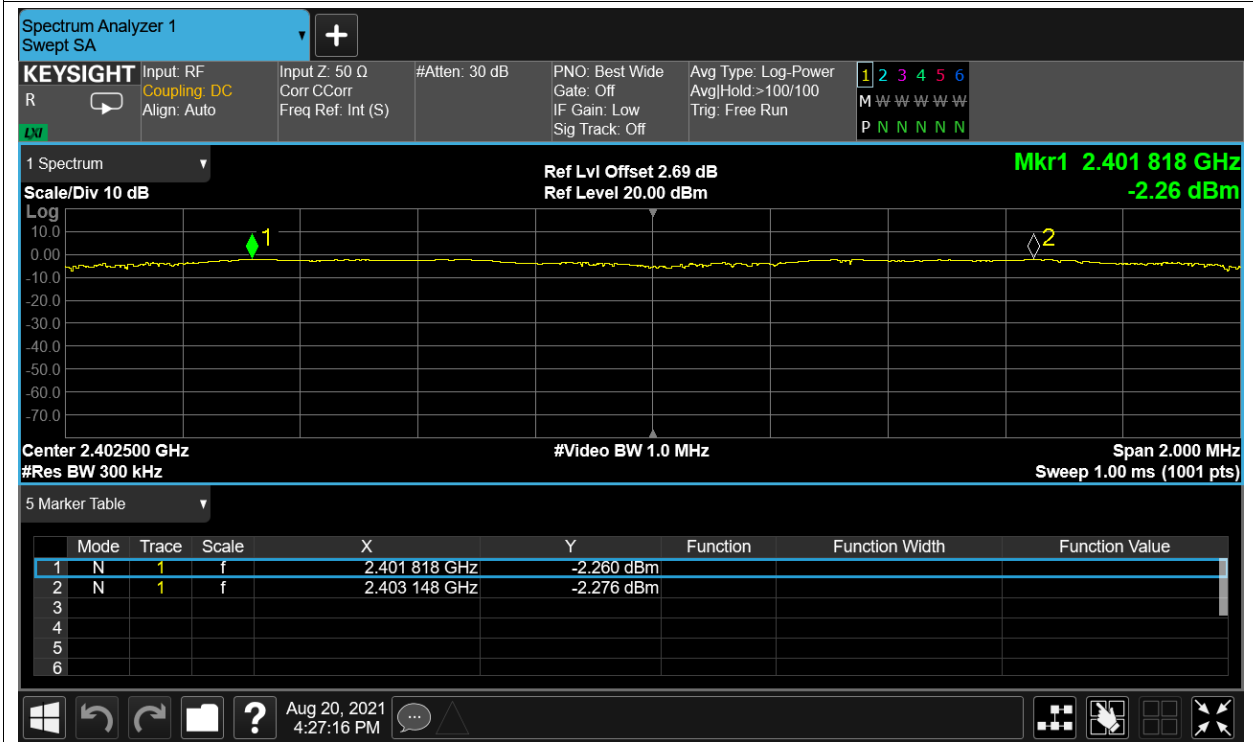 Spectrum Analyzer 1
Swept SA
+
KEYSIGHT Input: RF Input Z: 50 Ω #Atten: 30 dB PNO: Best Wide Avg Type: Log-Power 1 2 3 4 5 6
R Coupling: DC Corr CCorr Gate: Off Avg|Hold:>100/100 M W W W W W
Align: Auto Freq Ref: Int (S) IF Gain: Low Trig: Free Run
LXI Sig Track: Off P N N N N N N
1 Spectrum Ref Lvl Offset 2.69 dB Mkr1 2.401 818 GHz
Scale/Div 10 dB Ref Level 20.00 dBm -2.26 dBm
Log
10.0 1 2
0.00
-10.0
-20.0
-30.0
-40.0
-50.0
-60.0
-70.0
Center 2.402500 GHz #Video BW 1.0 MHz Span 2.000 MHz
#Res BW 300 kHz Sweep 1.00 ms (1001 pts)
5 Marker Table
Mode Trace Scale X Y Function Function Width Function Value
1 N 1 f 2.401 818 GHz -2.260 dBm
2 N 1 f 2.403 148 GHz -2.276 dBm
3
4
5
6
? Aug 20, 2021
4:27:16 PM